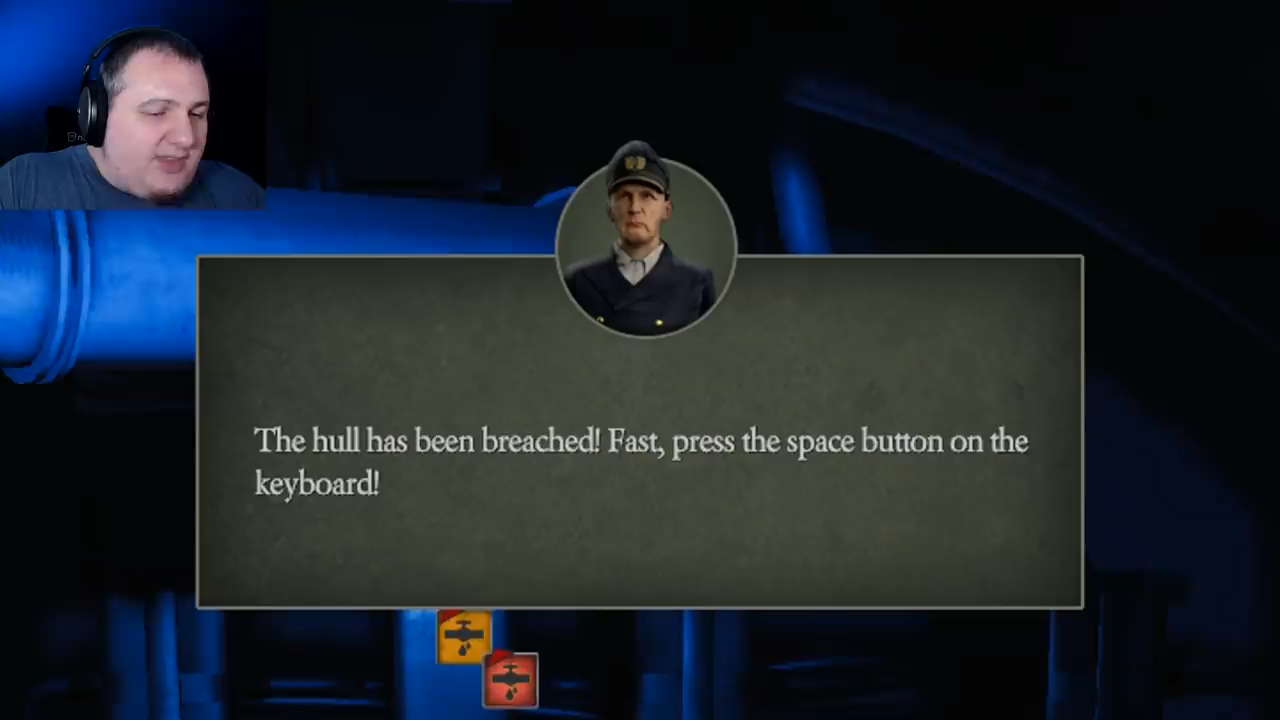 The hull has been breached! Fast, press the space button on the
keyboard!